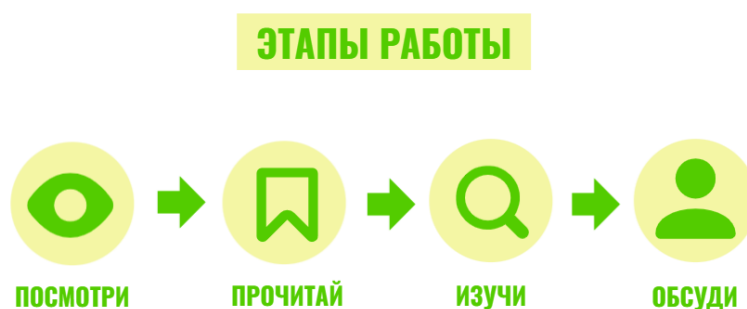 ЭТАПЫ РАБОТЫ
ПОСМОТРИ
ПРОЧИТАЙ
ИЗУЧИ
ОБСУДИ